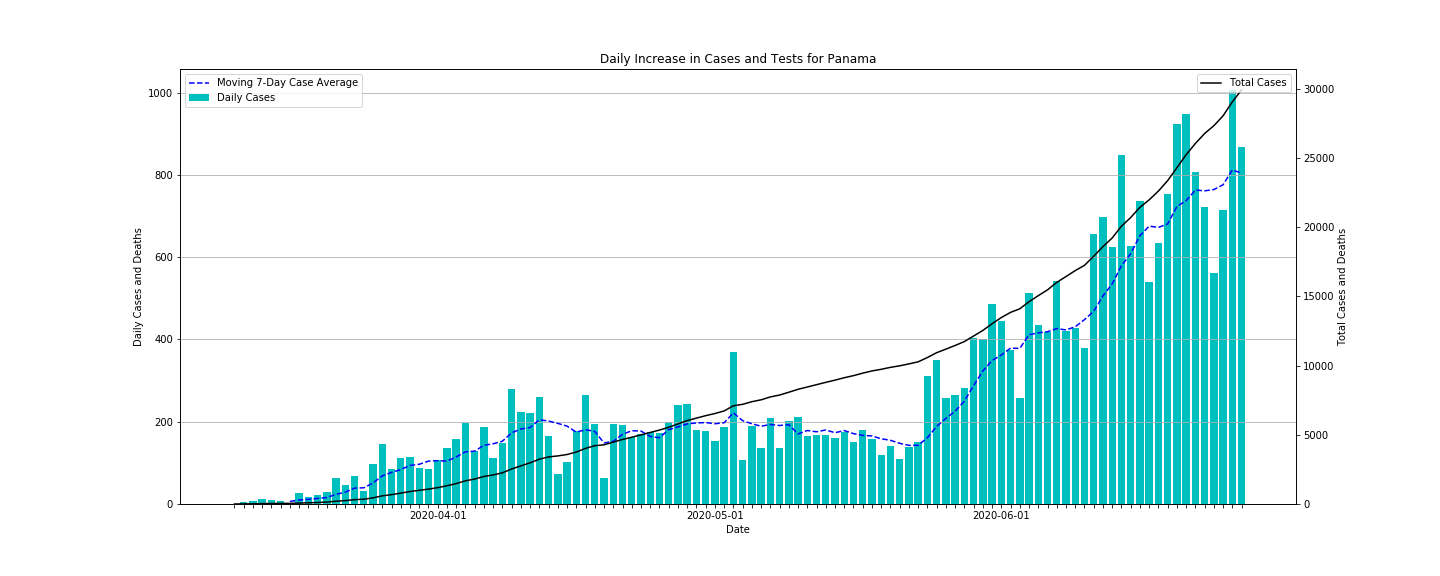 Daily Increase in Cases and Tests for Panama
Moving 7-Day Case Average
Daily Cases
Total Cases
1000
800
600
400
200
0
Daily Cases and Deaths
30000
25000
20000
15000
10000
5000
0
Total Cases and Deaths
2020-04-01
2020-05-01
2020-06-01
Date